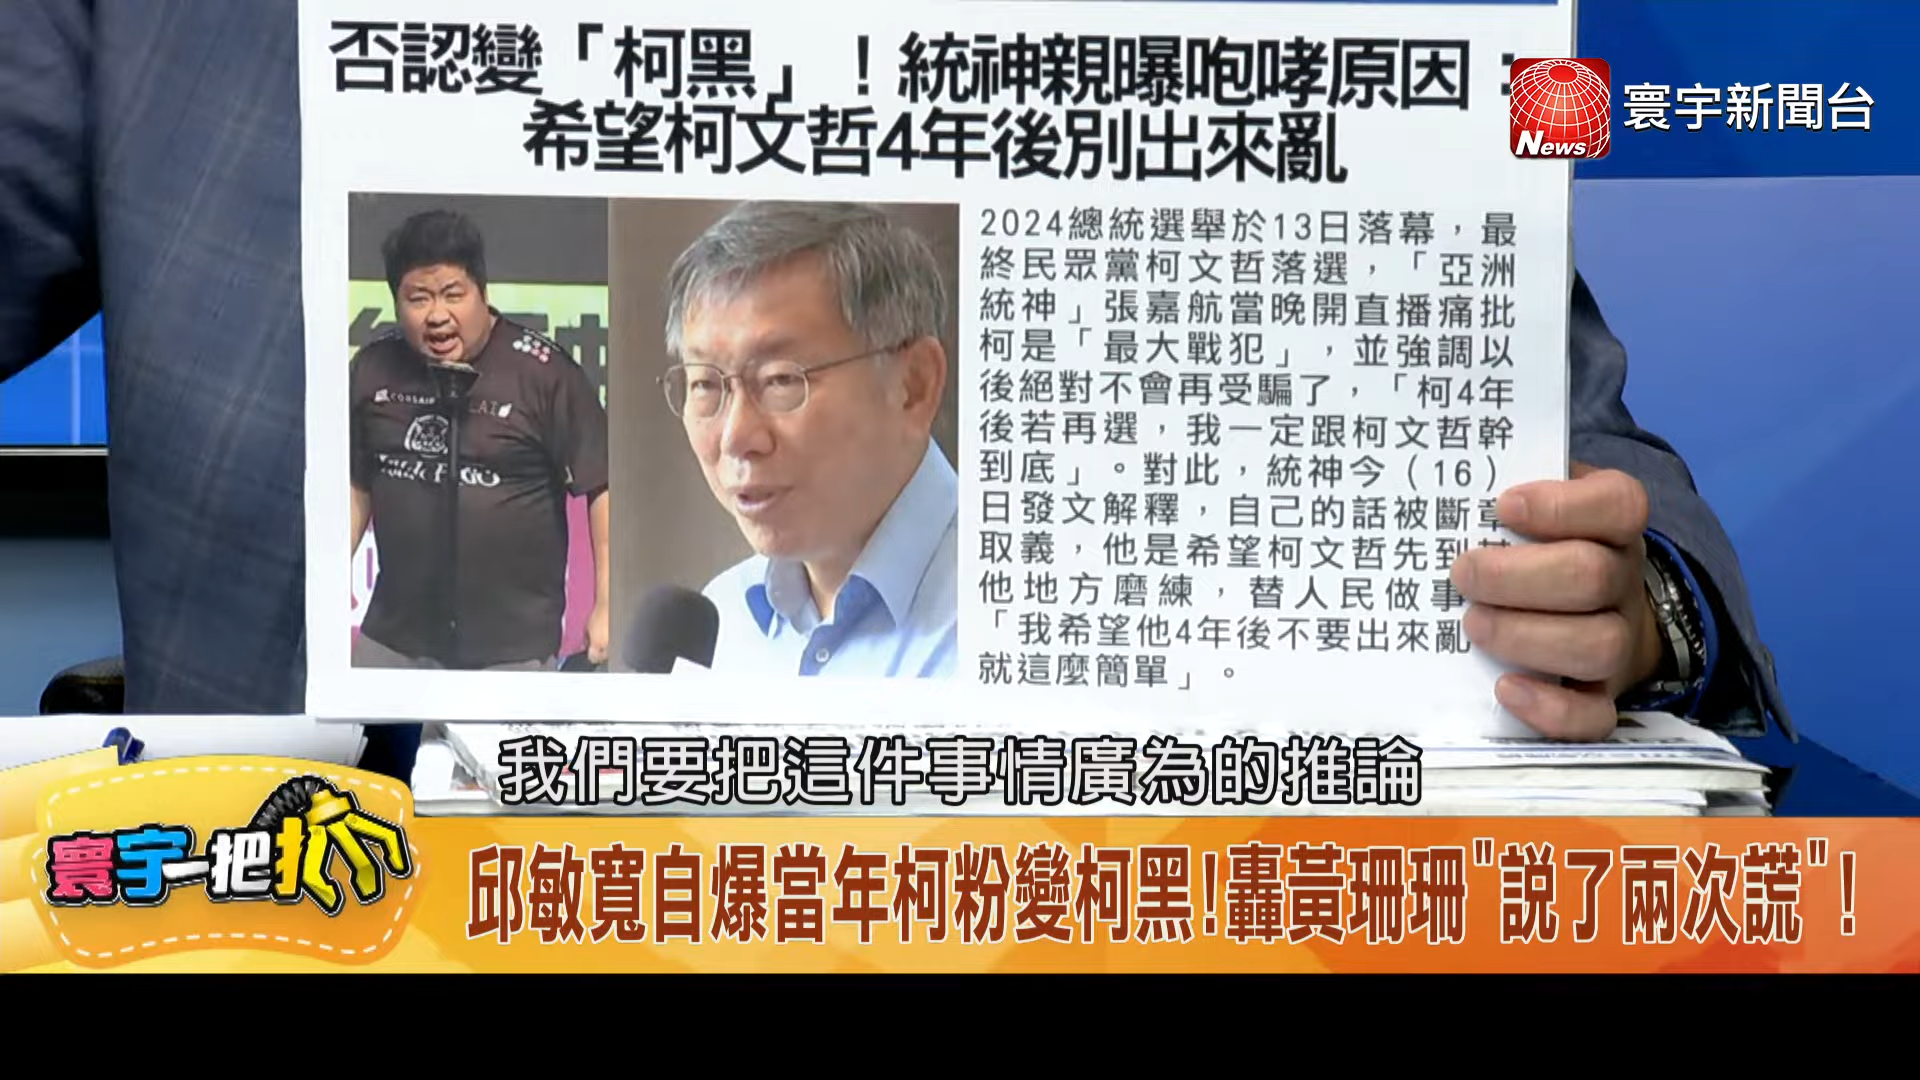 否認變「柯黑」！統神親曝咆哮原因：
希望柯文哲4年後別出來亂
News
寰宇新聞台
2024總統選舉於13日落幕，最
終民眾黨柯文哲落選，「亞洲
統神」張嘉航當晚開直播痛批
柯是「最大戰犯」，並強調以
後絕對不會再受騙了，「柯4年
後若再選，我一定跟柯文哲幹
到底」。對此，統神今（16）
日發文解釋，自己的話被斷章
取義，他是希望柯文哲先到其
他地方磨練，替人民做事
「我希望他4年後不要出來亂
就這麼簡單」。
CORSAIR
我們要把這件事情廣為的推論
寰宇一把抓
邱敏寬自爆當年柯粉變柯黑!轟黃珊珊"說了兩次謊"!